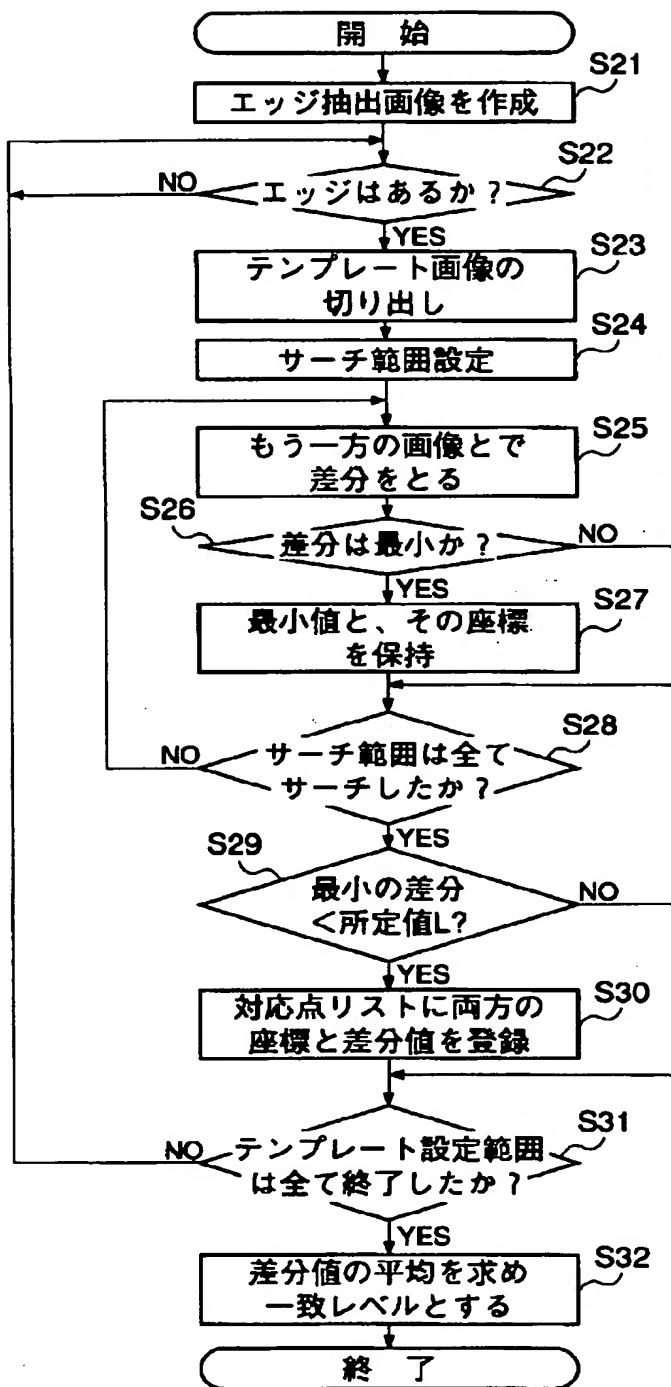 開 始
S21
エッジ抽出画像を作成
S22
NO
エッジはあるか?
YES
S23
テンプレート画像の
切り出し
S24
サーチ範囲設定
S25
もう一方の画像とで
差分をとる
S26
差分は最小か?
NO
YES
S27
最小値と、その座標
を保持
S28
NO
サーチ範囲は全て
サーチしたか?
YES
S29
最小の差分
<所定値L?
NO
YES
S30
対応点リストに両方の
座標と差分値を登録
S31
NO
テンプレート設定範囲
は全て終了したか?
YES
S32
差分値の平均を求め
一致レベルとする
終 了